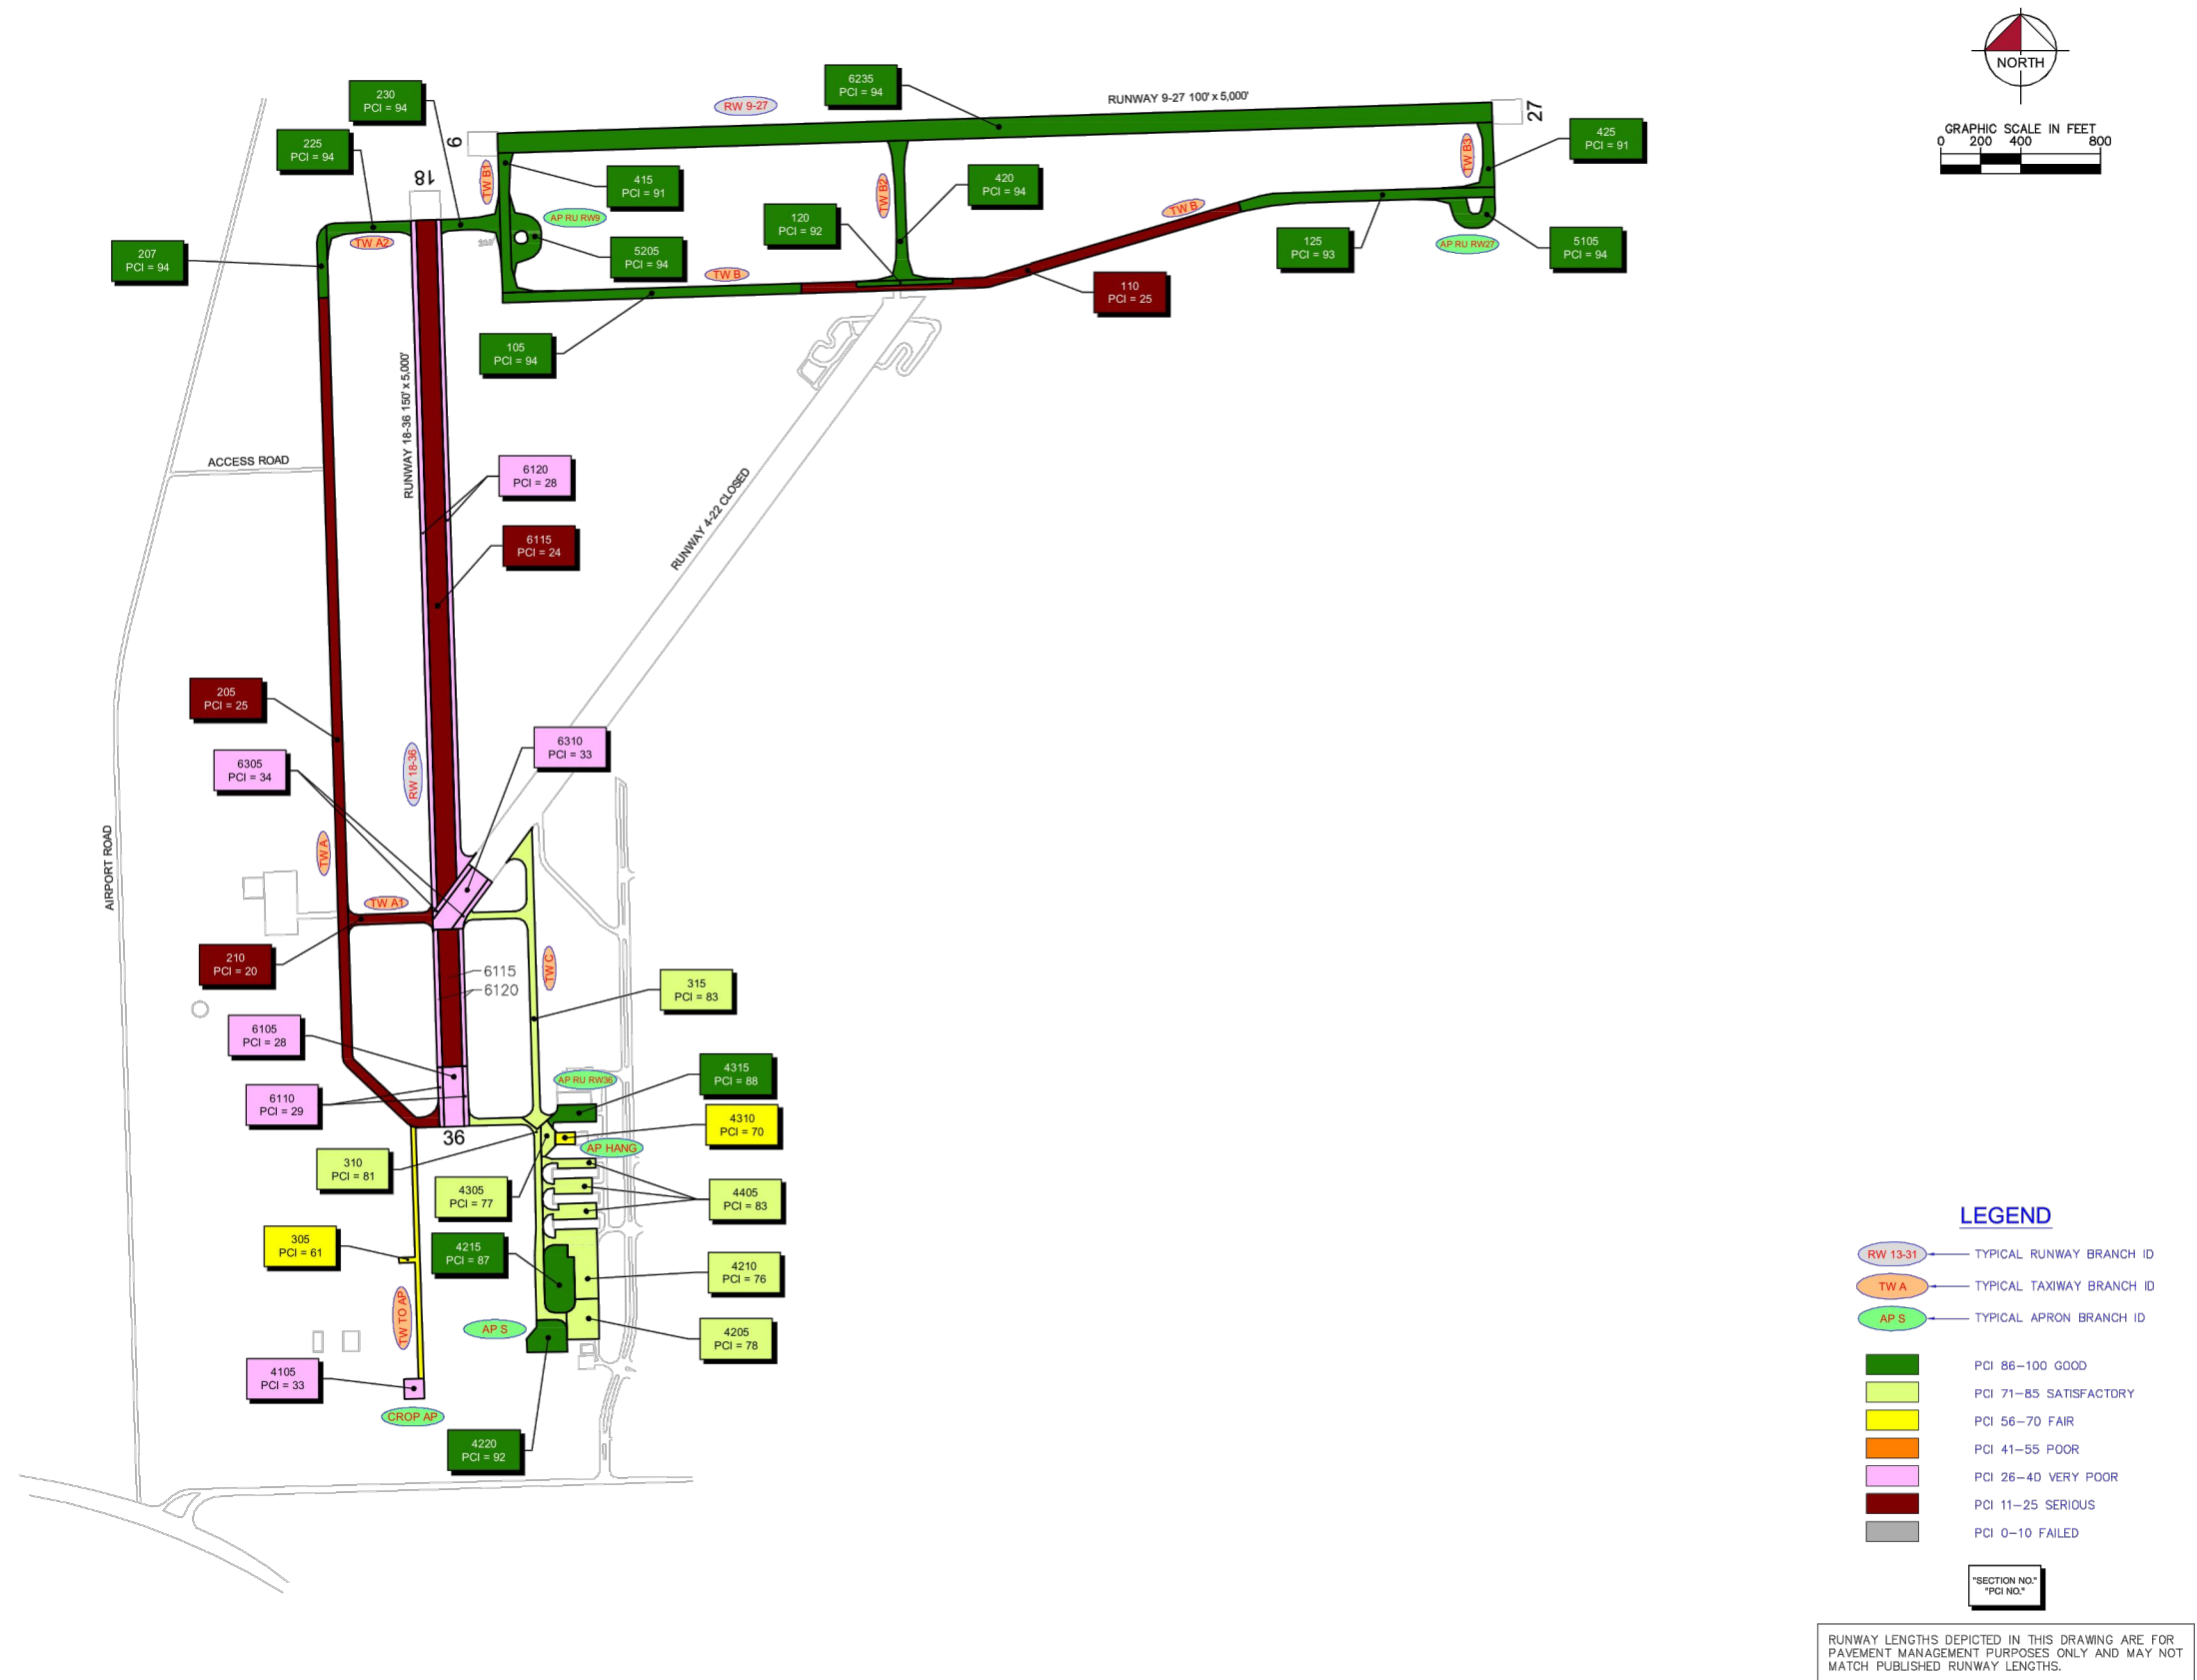 NORTH
GRAPHIC SCALE IN FEET
0 200 400 800
6235
PCI = 94
RW 9-27
RUNWAY 9-27 100' x 5,000'
27
9
230
PCI = 94
225
PCI = 94
425
PCI = 91
TW B3
TW B1
415
PCI = 91
420
PCI = 94
TW B2
18
AP RU RW9
120
PCI = 92
TW B
TW A2
207
PCI = 94
5205
PCI = 94
TW B
125
PCI = 93
AP RU RW27
5105
PCI = 94
110
PCI = 25
105
PCI = 94
RUNWAY 18-36 150' x 5,000'
ACCESS ROAD
6120
PCI = 28
RUNWAY 4-22 CLOSED
6115
PCI = 24
205
PCI = 25
6310
PCI = 33
6305
PCI = 34
RW 18-36
AIRPORT ROAD
TW A
TW A1
210
PCI = 20
6115
6120
TW C
315
PCI = 83
6105
PCI = 28
AP RU RW36
4315
PCI = 88
6110
PCI = 29
4310
PCI = 70
36
AP HANG
310
PCI = 81
4305
PCI = 77
4405
PCI = 83
305
PCI = 61
4215
PCI = 87
4210
PCI = 76
TW TO AP
AP S
4205
PCI = 78
4105
PCI = 33
CROP AP
4220
PCI = 92
LEGEND
RW 13-31 TYPICAL RUNWAY BRANCH ID
TW A TYPICAL TAXIWAY BRANCH ID
AP S TYPICAL APRON BRANCH ID
PCI 86-100 GOOD
PCI 71-85 SATISFACTORY
PCI 56-70 FAIR
PCI 41-55 POOR
PCI 26-40 VERY POOR
PCI 11-25 SERIOUS
PCI 0-10 FAILED
"SECTION NO."
"PCI NO."
RUNWAY LENGTHS DEPICTED IN THIS DRAWING ARE FOR
PAVEMENT MANAGEMENT PURPOSES ONLY AND MAY NOT
MATCH PUBLISHED RUNWAY LENGTHS.